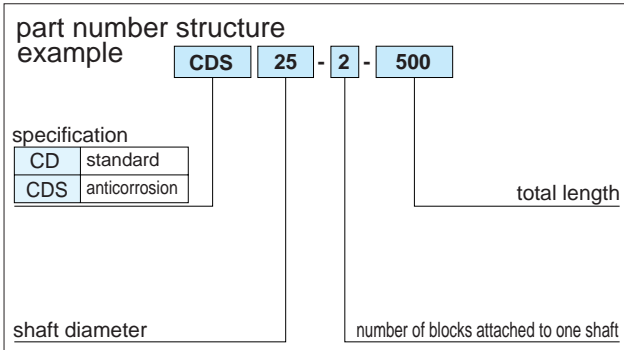 part number structure
example
CDS 25 - 2 - 500
specification
CD standard
CDS anticorrosion
total length
shaft diameter
number of blocks attached to one shaft